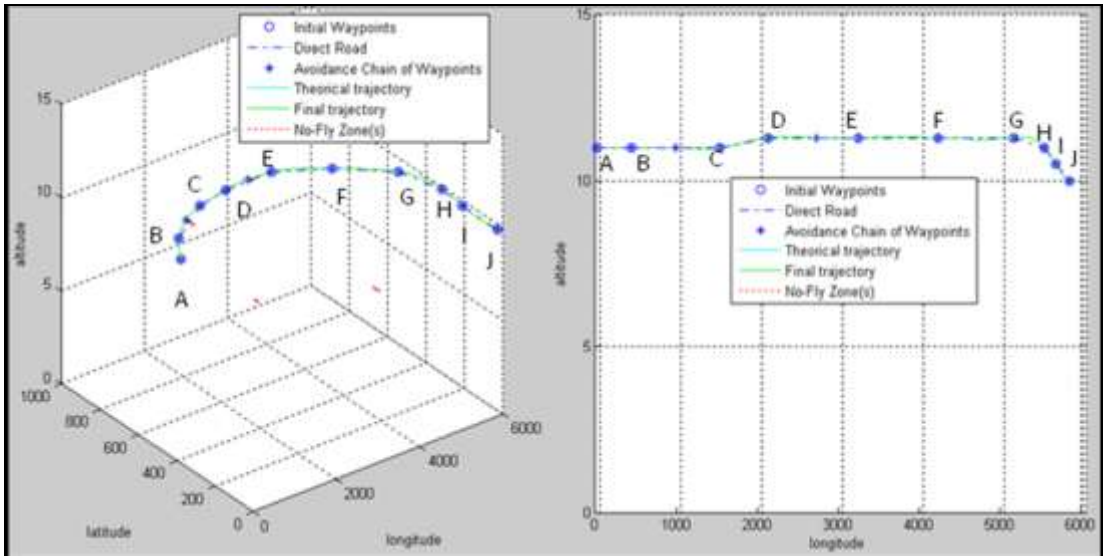 Initial Waypoints
Direct Road
Avoidance Chain of Waypoints
Theorical trajectory
Final trajectory
No-Fly Zone(s)
15
10
5
0
altitude
1000
800
600
400
200
0
latitude
0
2000
4000
6000
longitude
A
B
C
D
E
F
G
H
I
J
15
10
5
0
altitude
0
1000
2000
3000
4000
5000
6000
longitude
A
B
C
D
E
F
G
H
I
J
Initial Waypoints
Direct Road
Avoidance Chain of Waypoints
Theorical trajectory
Final trajectory
No-Fly Zone(s)